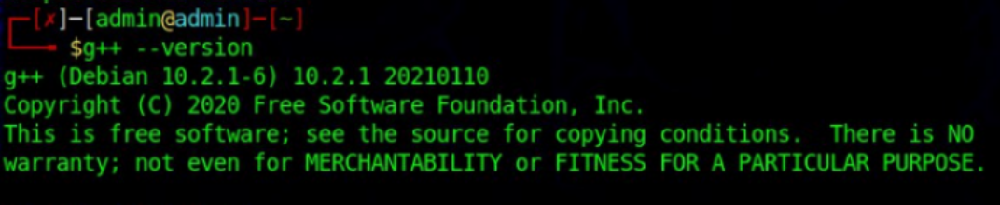 ┌─[✗]─[admin@admin]─[~]
└──╼ $g++ --version
g++ (Debian 10.2.1-6) 10.2.1 20210110
Copyright (C) 2020 Free Software Foundation, Inc.
This is free software; see the source for copying conditions.  There is NO
warranty; not even for MERCHANTABILITY or FITNESS FOR A PARTICULAR PURPOSE.